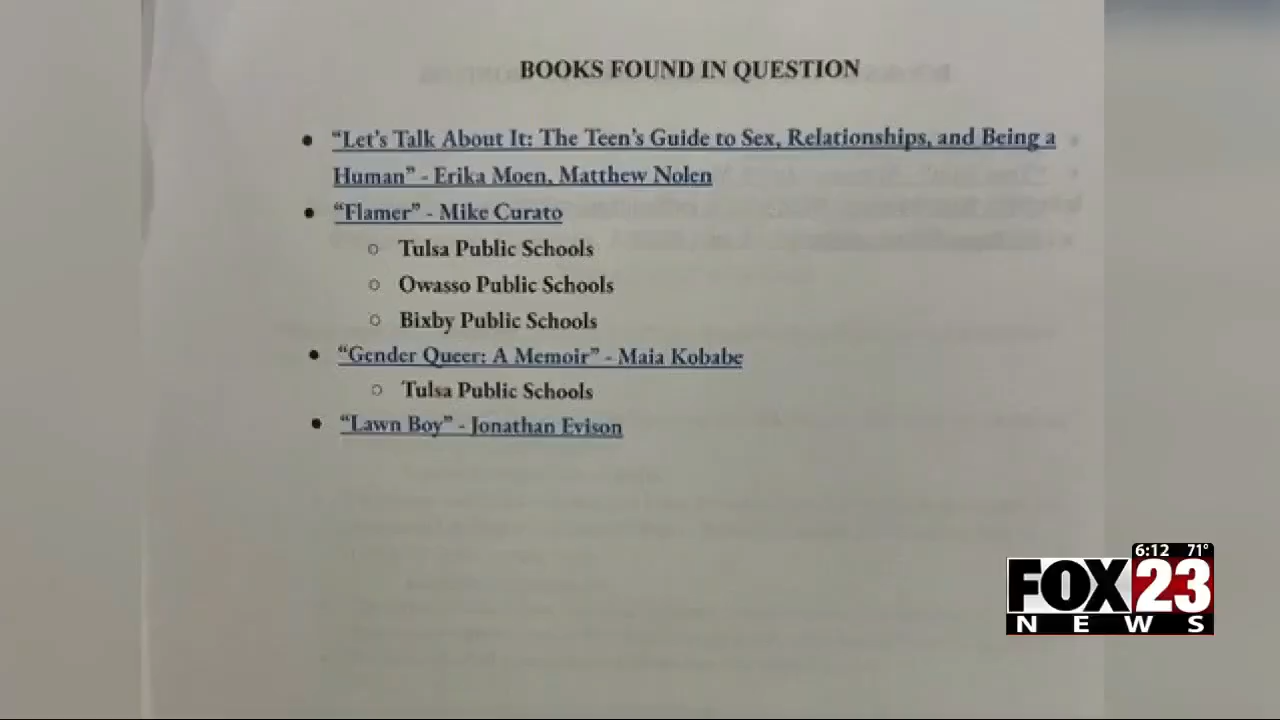 BOOKS FOUND IN QUESTION
• “Let’s Talk About It: The Teen’s Guide to Sex, Relationships, and Being a
Human” - Erika Moen, Matthew Nolen
• “Flamer” - Mike Curato
○ Tulsa Public Schools
○ Owasso Public Schools
○ Bixby Public Schools
• “Gender Queer: A Memoir” - Maia Kobabe
○ Tulsa Public Schools
• “Lawn Boy” - Jonathan Evison
6:12 71°
FOX 23
NEWS